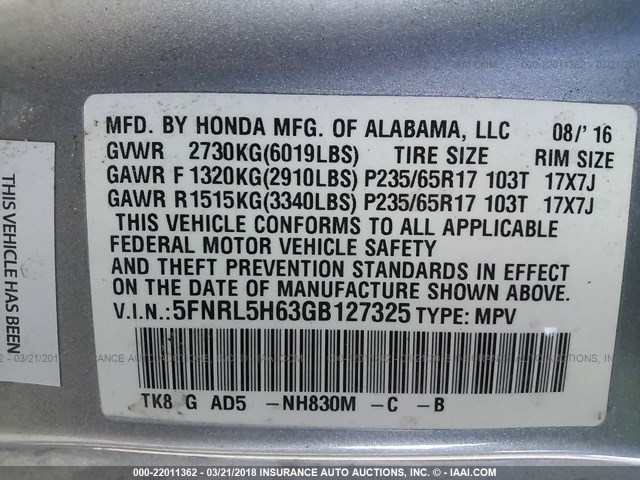 MFD. BY HONDA MFG. OF ALABAMA, LLC 08/'16
GVWR 2730KG(6019LBS) TIRE SIZE RIM SIZE
GAWR F 1320KG(2910LBS) P235/65R17 103T 17X7J
GAWR R1515KG(3340LBS) P235/65R17 103T 17X7J
THIS VEHICLE CONFORMS TO ALL APPLICABLE
FEDERAL MOTOR VEHICLE SAFETY
AND THEFT PREVENTION STANDARDS IN EFFECT
ON THE DATE OF MANUFACTURE SHOWN ABOVE.
V.I.N.:5FNRL5H63GB127325 TYPE: MPV
TK8 G AD5 -NH830M -C -B
THIS VEHICLE HAS BEEN
000-22011362 - 03/21/2018 INSURANCE AUTO AUCTIONS, INC. - © - IAAI.COM